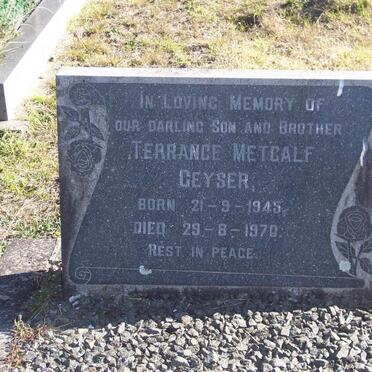 IN LOVING MEMORY OF
OUR DARLING SON AND BROTHER
TERRANCE METCALF
GEYSER,
BORN 21-9-1945,
DIED 29-8-1970.
REST IN PEACE.